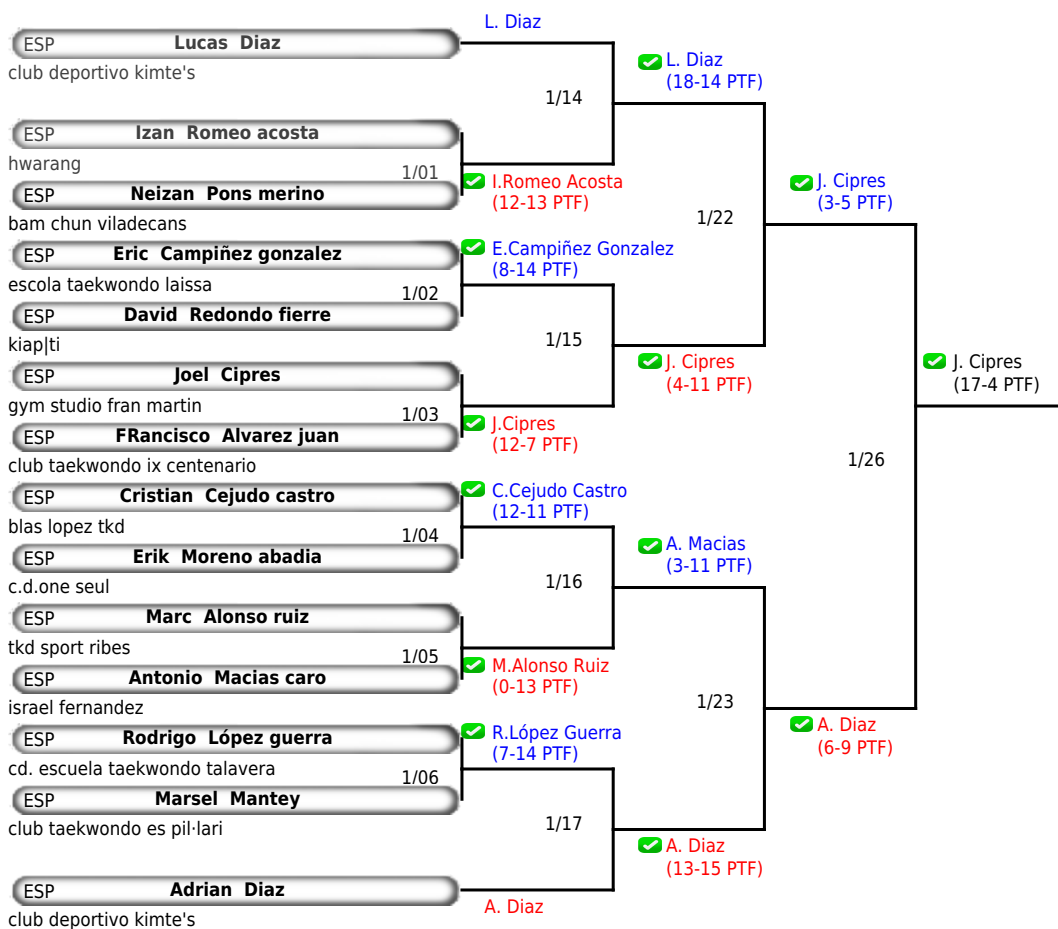 L. Diaz
ESP Lucas Diaz
club deportivo kimte's
L. Diaz
(18-14 PTF)
1/14
ESP Izan Romeo acosta
hwarang
1/01
I.Romeo Acosta
(12-13 PTF)
J. Cipres
(3-5 PTF)
ESP Neizan Pons merino
bam chun viladecans
1/22
ESP Eric Campiñez gonzalez
E.Campiñez Gonzalez
(8-14 PTF)
escola taekwondo laissa
1/02
ESP David Redondo fierre
kiap|ti
1/15
J. Cipres
(4-11 PTF)
J. Cipres
(17-4 PTF)
ESP Joel Cipres
gym studio fran martin
1/03
J.Cipres
(12-7 PTF)
ESP FRancisco Alvarez juan
club taekwondo ix centenario
1/26
ESP Cristian Cejudo castro
C.Cejudo Castro
(12-11 PTF)
blas lopez tkd
1/04
A. Macias
(3-11 PTF)
ESP Erik Moreno abadia
c.d.one seul
1/16
ESP Marc Alonso ruiz
tkd sport ribes
1/05
M.Alonso Ruiz
(0-13 PTF)
ESP Antonio Macias caro
israel fernandez
1/23
A. Diaz
(6-9 PTF)
ESP Rodrigo López guerra
R.López Guerra
(7-14 PTF)
cd. escuela taekwondo talavera
1/06
ESP Marsel Mantey
club taekwondo es pil·lari
1/17
A. Diaz
(13-15 PTF)
ESP Adrian Diaz
A. Diaz
club deportivo kimte's